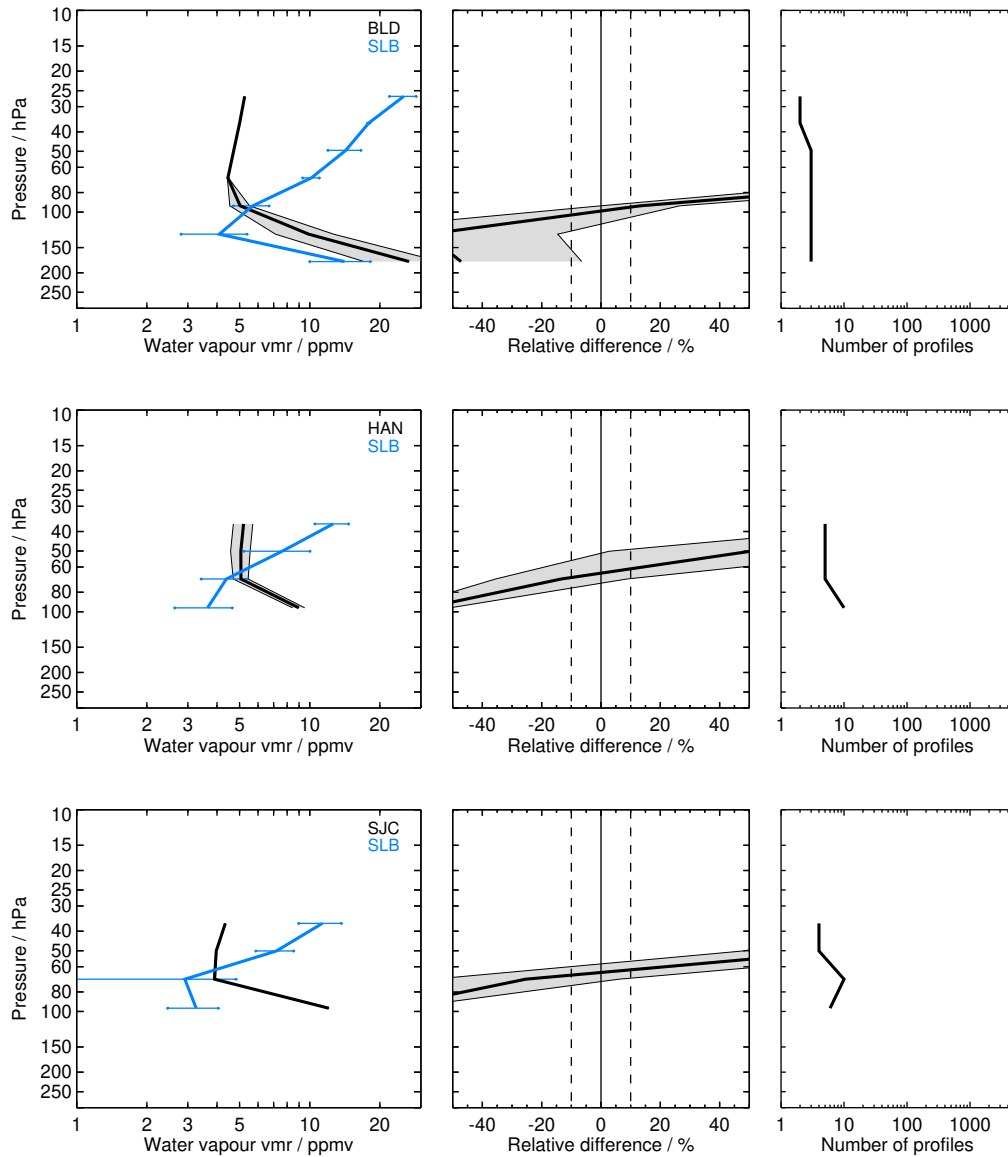 BLD
SLB
Pressure / hPa
10
15
20
25
30
40
50
60
80
100
150
200
250
1 2 3 5 10 20
Water vapour vmr / ppmv
-40 -20 0 20 40
Relative difference / %
1 10 100 1000
Number of profiles
HAN
SLB
Pressure / hPa
10
15
20
25
30
40
50
60
80
100
150
200
250
1 2 3 5 10 20
Water vapour vmr / ppmv
-40 -20 0 20 40
Relative difference / %
1 10 100 1000
Number of profiles
SJC
SLB
Pressure / hPa
10
15
20
25
30
40
50
60
80
100
150
200
250
1 2 3 5 10 20
Water vapour vmr / ppmv
-40 -20 0 20 40
Relative difference / %
1 10 100 1000
Number of profiles